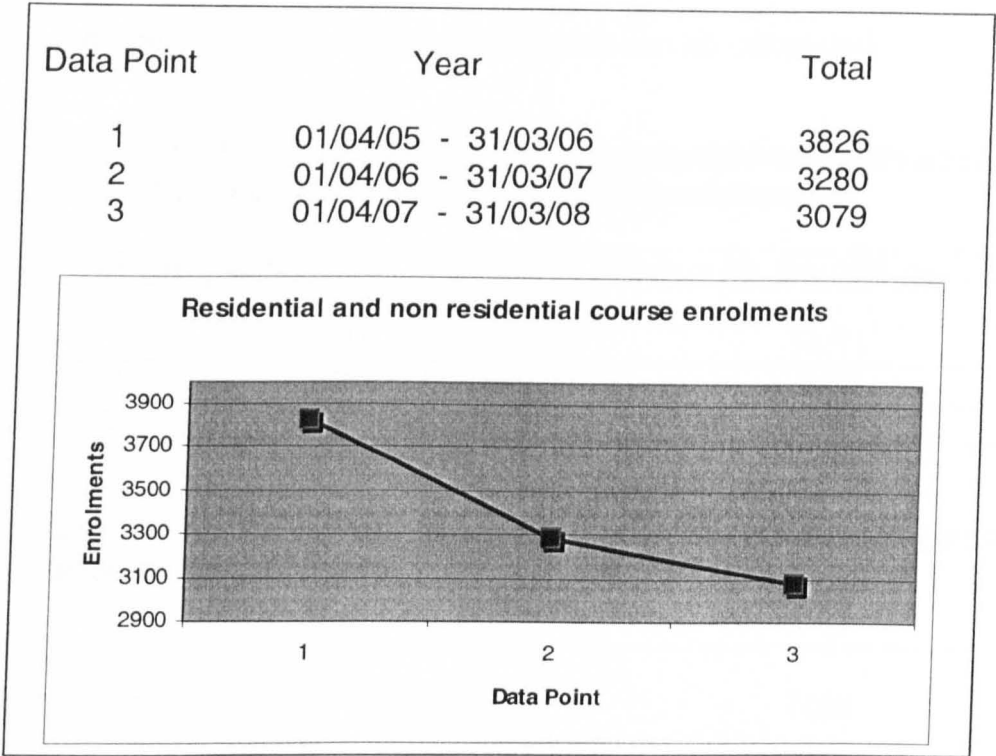 Data Point Year Total
1 01/04/05 - 31/03/06 3826
2 01/04/06 - 31/03/07 3280
3 01/04/07 - 31/03/08 3079
Residential and non residential course enrolments
3900
3700
3500
3300
3100
2900
Enrolments
1 2 3
Data Point